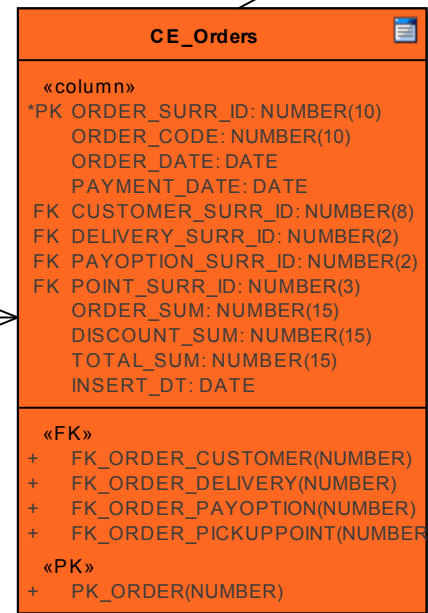 CE_Orders
«column»
*PK ORDER_SURR_ID: NUMBER(10)
ORDER_CODE: NUMBER(10)
ORDER_DATE: DATE
PAYMENT_DATE: DATE
FK CUSTOMER_SURR_ID: NUMBER(8)
FK DELIVERY_SURR_ID: NUMBER(2)
FK PAYOPTION_SURR_ID: NUMBER(2)
FK POINT_SURR_ID: NUMBER(3)
ORDER_SUM: NUMBER(15)
DISCOUNT_SUM: NUMBER(15)
TOTAL_SUM: NUMBER(15)
INSERT_DT: DATE
«FK»
+ FK_ORDER_CUSTOMER(NUMBER)
+ FK_ORDER_DELIVERY(NUMBER)
+ FK_ORDER_PAYOPTION(NUMBER)
+ FK_ORDER_PICKUPPOINT(NUMBER
«PK»
+ PK_ORDER(NUMBER)